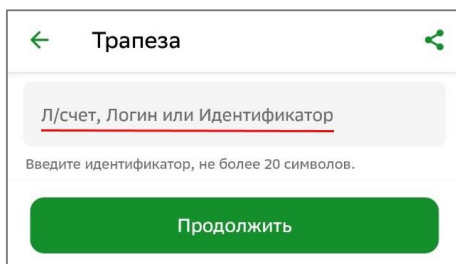 Трапеза
Л/счет, Логин или Идентификатор
Введите идентификатор, не более 20 символов.
Продолжить